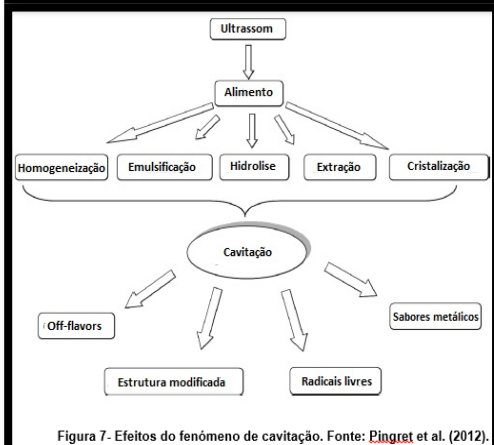 Ultrassom
Alimento
Homogeneização
Emulsificação
Hidrolise
Extração
Cristalização
Cavitação
Off-flavors
Sabores metálicos
Estrutura modificada
Radicais livres
Figura 7- Efeitos do fenómeno de cavitação. Fonte: Pingret et al. (2012).